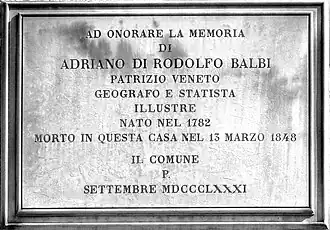 AD ONORARE LA MEMORIA
DI
ADRIANO DI RODOLFO BALBI
PATRIZIO VENETO
GEOGRAFO E STATISTA
ILLUSTRE
NATO NEL 1782
MORTO IN QUESTA CASA NEL 13 MARZO 1848
IL COMUNE
P.
SETTEMBRE MDCCCLXXXI